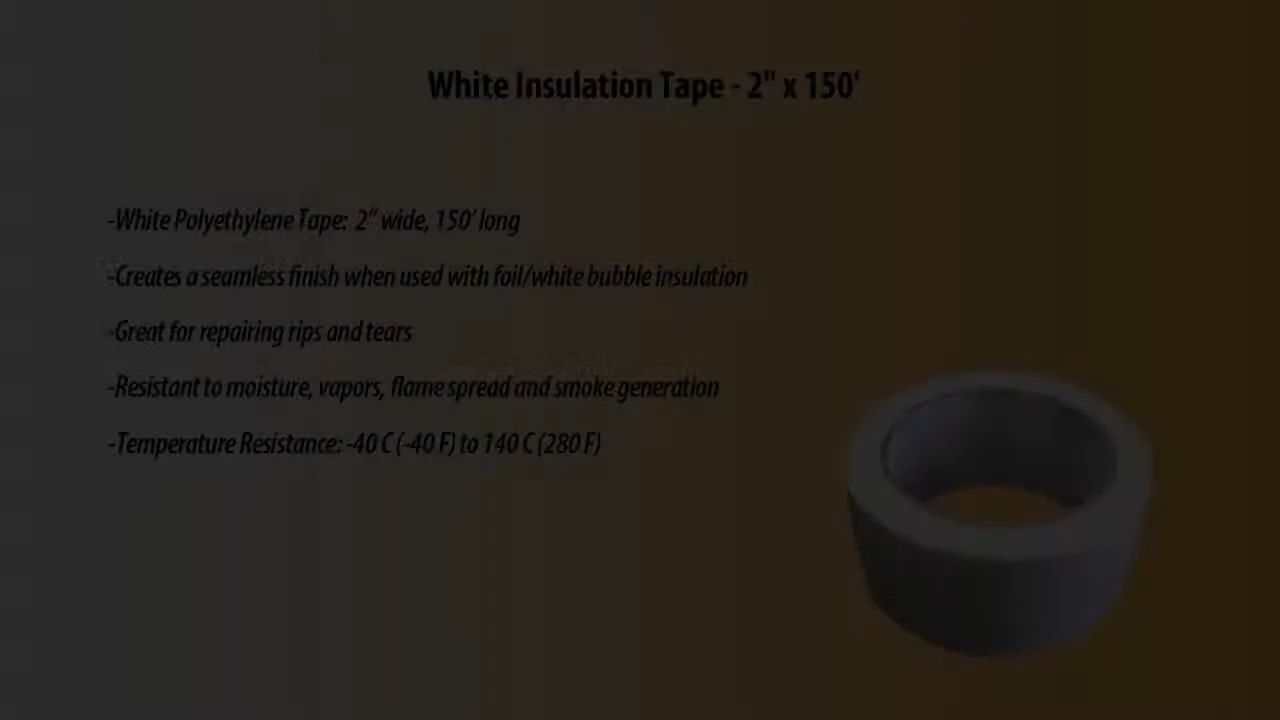 White Insulation Tape - 2" x 150'
-White Polyethylene Tape: 2" wide, 150' long
-Creates a seamless finish when used with foil/white bubble insulation
-Great for repairing rips and tears
-Resistant to moisture, vapors, flame spread and smoke generation
-Temperature Resistance: -40 C (-40 F) to 140 C (280 F)